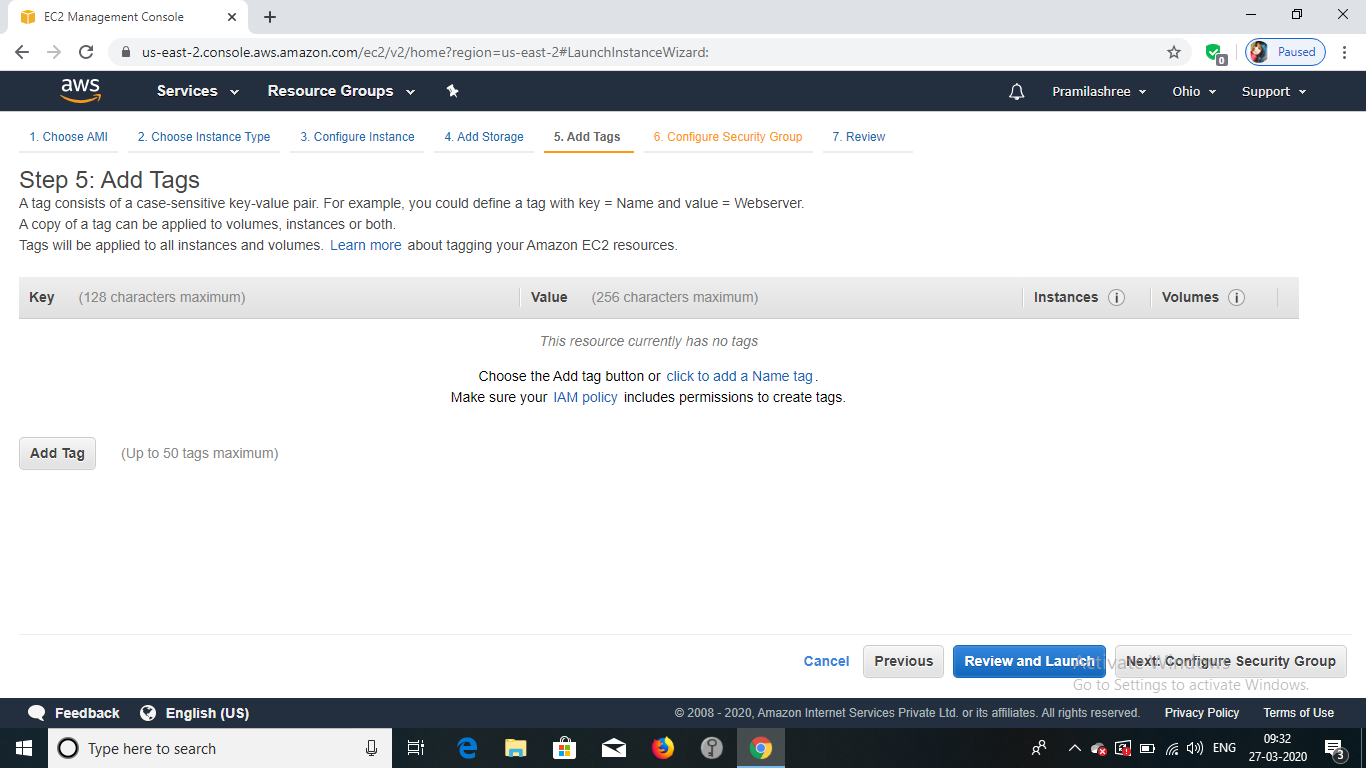 EC2 Management Console
us-east-2.console.aws.amazon.com/ec2/v2/home?region=us-east-2#LaunchInstanceWizard:
0
Paused
aws
Services
Resource Groups
Pramilashree
Ohio
Support
1. Choose AMI
2. Choose Instance Type
3. Configure Instance
4. Add Storage
5. Add Tags
6. Configure Security Group
7. Review
Step 5: Add Tags
A tag consists of a case-sensitive key-value pair. For example, you could define a tag with key = Name and value = Webserver.
A copy of a tag can be applied to volumes, instances or both.
Tags will be applied to all instances and volumes. Learn more about tagging your Amazon EC2 resources.
Key (128 characters maximum)
Value (256 characters maximum)
Instances i
Volumes i
This resource currently has no tags
Choose the Add tag button or click to add a Name tag.
Make sure your IAM policy includes permissions to create tags.
Add Tag
(Up to 50 tags maximum)
Cancel
Previous
Review and Launch
Next: Configure Security Group
Activate Windows
Go to Settings to activate Windows.
Feedback
English (US)
© 2008 - 2020, Amazon Internet Services Private Ltd. or its affiliates. All rights reserved.
Privacy Policy
Terms of Use
Type here to search
ENG
09:32
27-03-2020
3